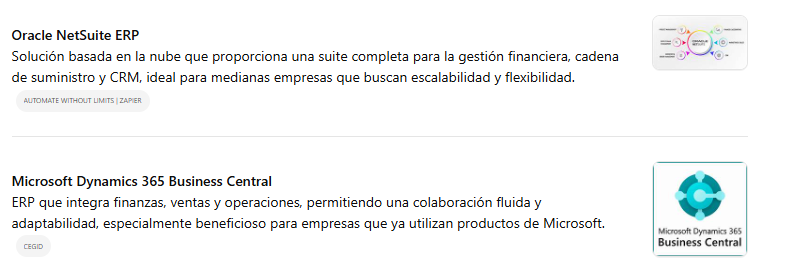 Oracle NetSuite ERP
Solución basada en la nube que proporciona una suite completa para la gestión financiera, cadena
de suministro y CRM, ideal para medianas empresas que buscan escalabilidad y flexibilidad.
AUTOMATE WITHOUT LIMITS | ZAPIER
Microsoft Dynamics 365 Business Central
ERP que integra finanzas, ventas y operaciones, permitiendo una colaboración fluida y
adaptabilidad, especialmente beneficioso para empresas que ya utilizan productos de Microsoft.
CEGID
Microsoft Dynamics 365
Business Central